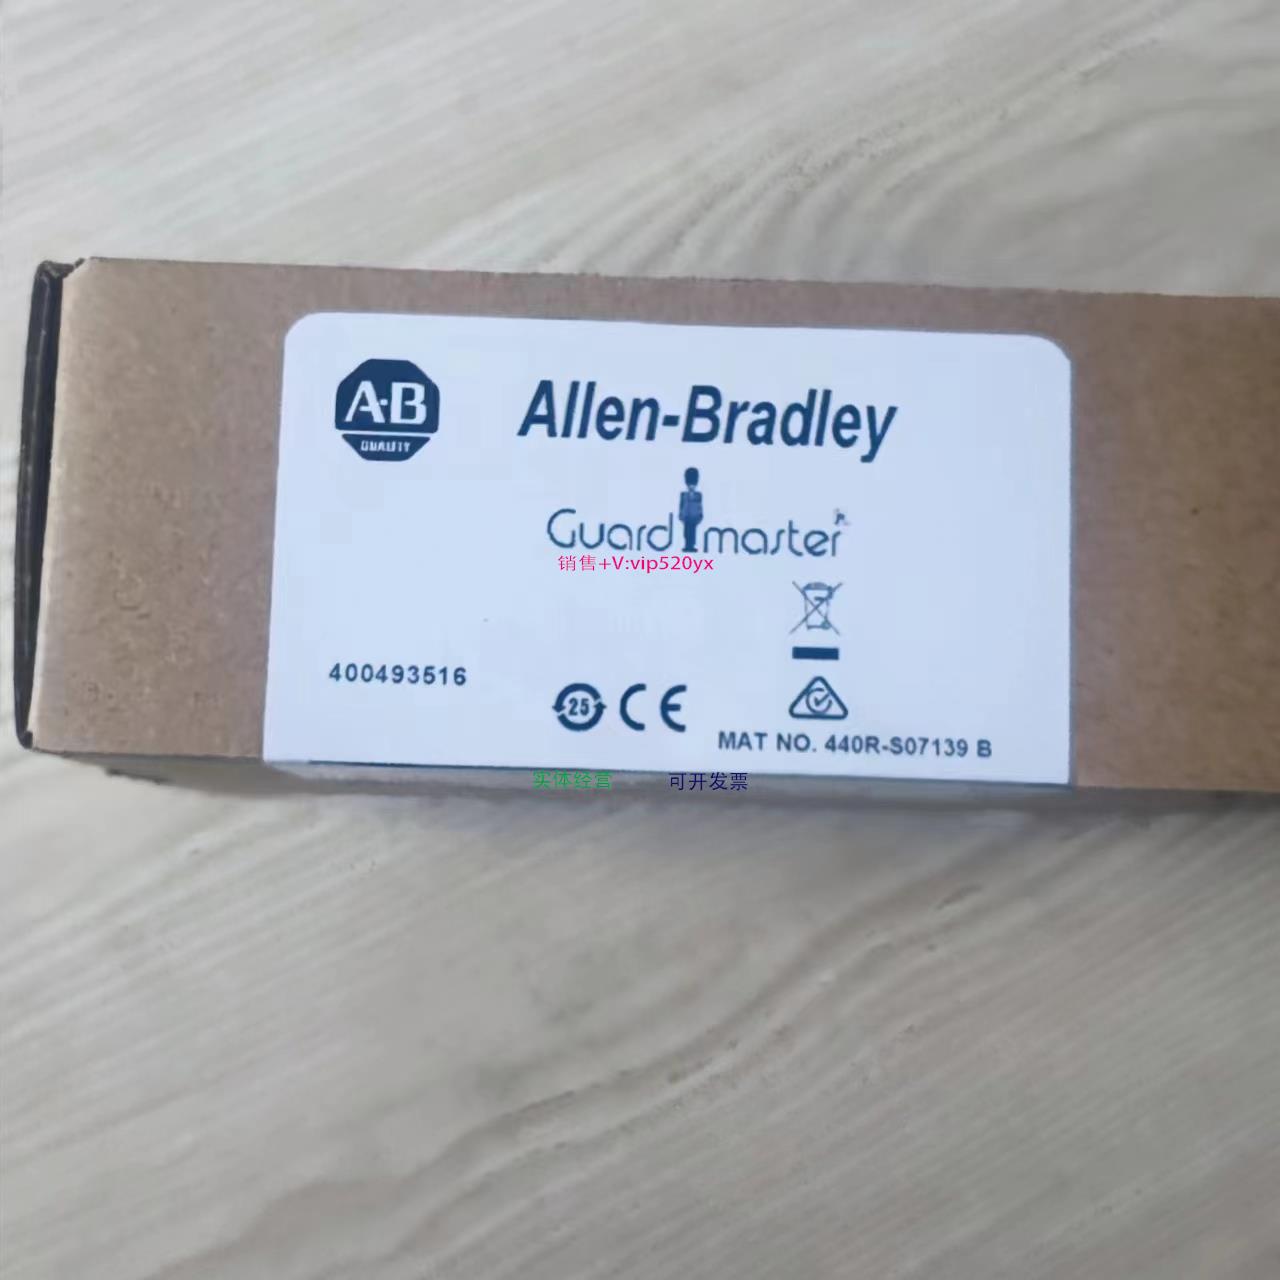 A-B
QUALITY
Allen-Bradley
Guardmaster
销售+V:vip520yx
400493516
25 CE
MAT NO. 440R-S07139 B
实体经营 可开发票